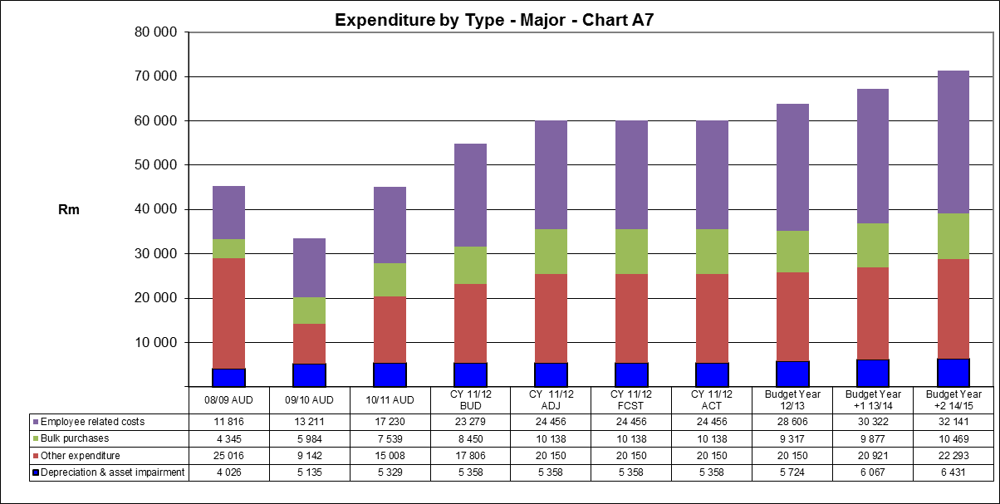 Expenditure by Type - Major - Chart A7
80 000
70 000
60 000
50 000
40 000
30 000
20 000
10 000
-
Rm
08/09 AUD 09/10 AUD 10/11 AUD CY 11/12 BUD CY 11/12 ADJ CY 11/12 FCST CY 11/12 ACT Budget Year 12/13 Budget Year +1 13/14 Budget Year +2 14/15
Employee related costs 11 816 13 211 17 230 23 279 24 456 24 456 24 456 28 606 30 322 32 141
Bulk purchases 4 345 5 984 7 539 8 450 10 138 10 138 10 138 9 317 9 877 10 469
Other expenditure 25 016 9 142 15 008 17 806 20 150 20 150 20 150 20 150 20 921 22 293
Depreciation & asset impairment 4 026 5 135 5 329 5 358 5 358 5 358 5 358 5 724 6 067 6 431